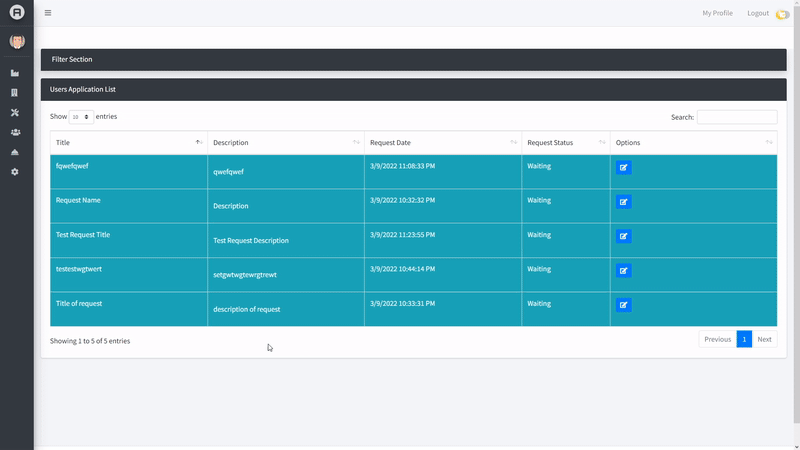 My Profile Logout
Filter Section
Users Application List
Show 10 entries Search:
Title Description Request Date Request Status Options
fqwefqwef qwefqwef 3/9/2022 11:08:33 PM Waiting
Request Name Description 3/9/2022 10:32:32 PM Waiting
Test Request Title Test Request Description 3/9/2022 11:23:55 PM Waiting
testestwgtwert setgwtwgtewrgtrewt 3/9/2022 10:44:14 PM Waiting
Title of request description of request 3/9/2022 10:33:31 PM Waiting
Showing 1 to 5 of 5 entries Previous 1 Next